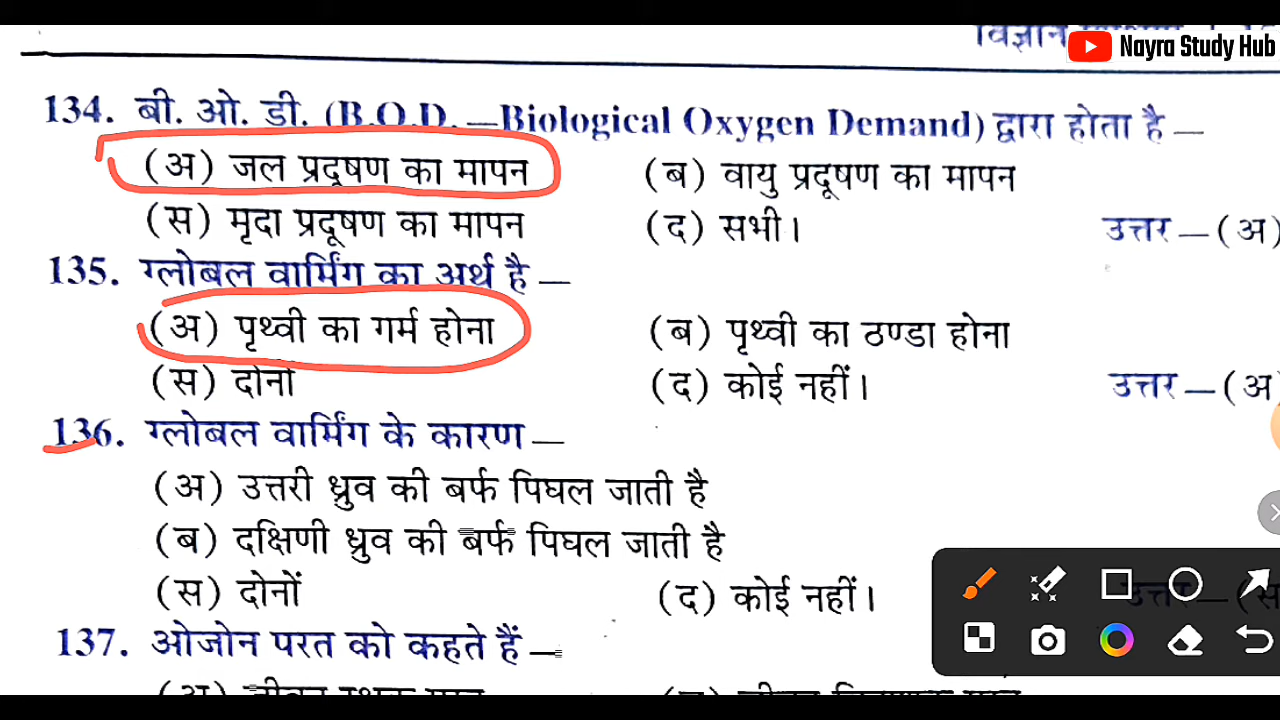 विज्ञान
Nayra Study Hub
134. बी. ओ. डी. (B.O.D. —Biological Oxygen Demand) द्वारा होता है —
(अ) जल प्रदूषण का मापन (ब) वायु प्रदूषण का मापन
(स) मृदा प्रदूषण का मापन (द) सभी। उत्तर — (अ)
135. ग्लोबल वार्मिंग का अर्थ है —
(अ) पृथ्वी का गर्म होना (ब) पृथ्वी का ठण्डा होना
(स) दोनों (द) कोई नहीं। उत्तर — (अ
136. ग्लोबल वार्मिंग के कारण —
(अ) उत्तरी ध्रुव की बर्फ पिघल जाती है
(ब) दक्षिणी ध्रुव की बर्फ पिघल जाती है
(स) दोनों (द) कोई नहीं। उत्तर — (स
137. ओजोन परत को कहते हैं —